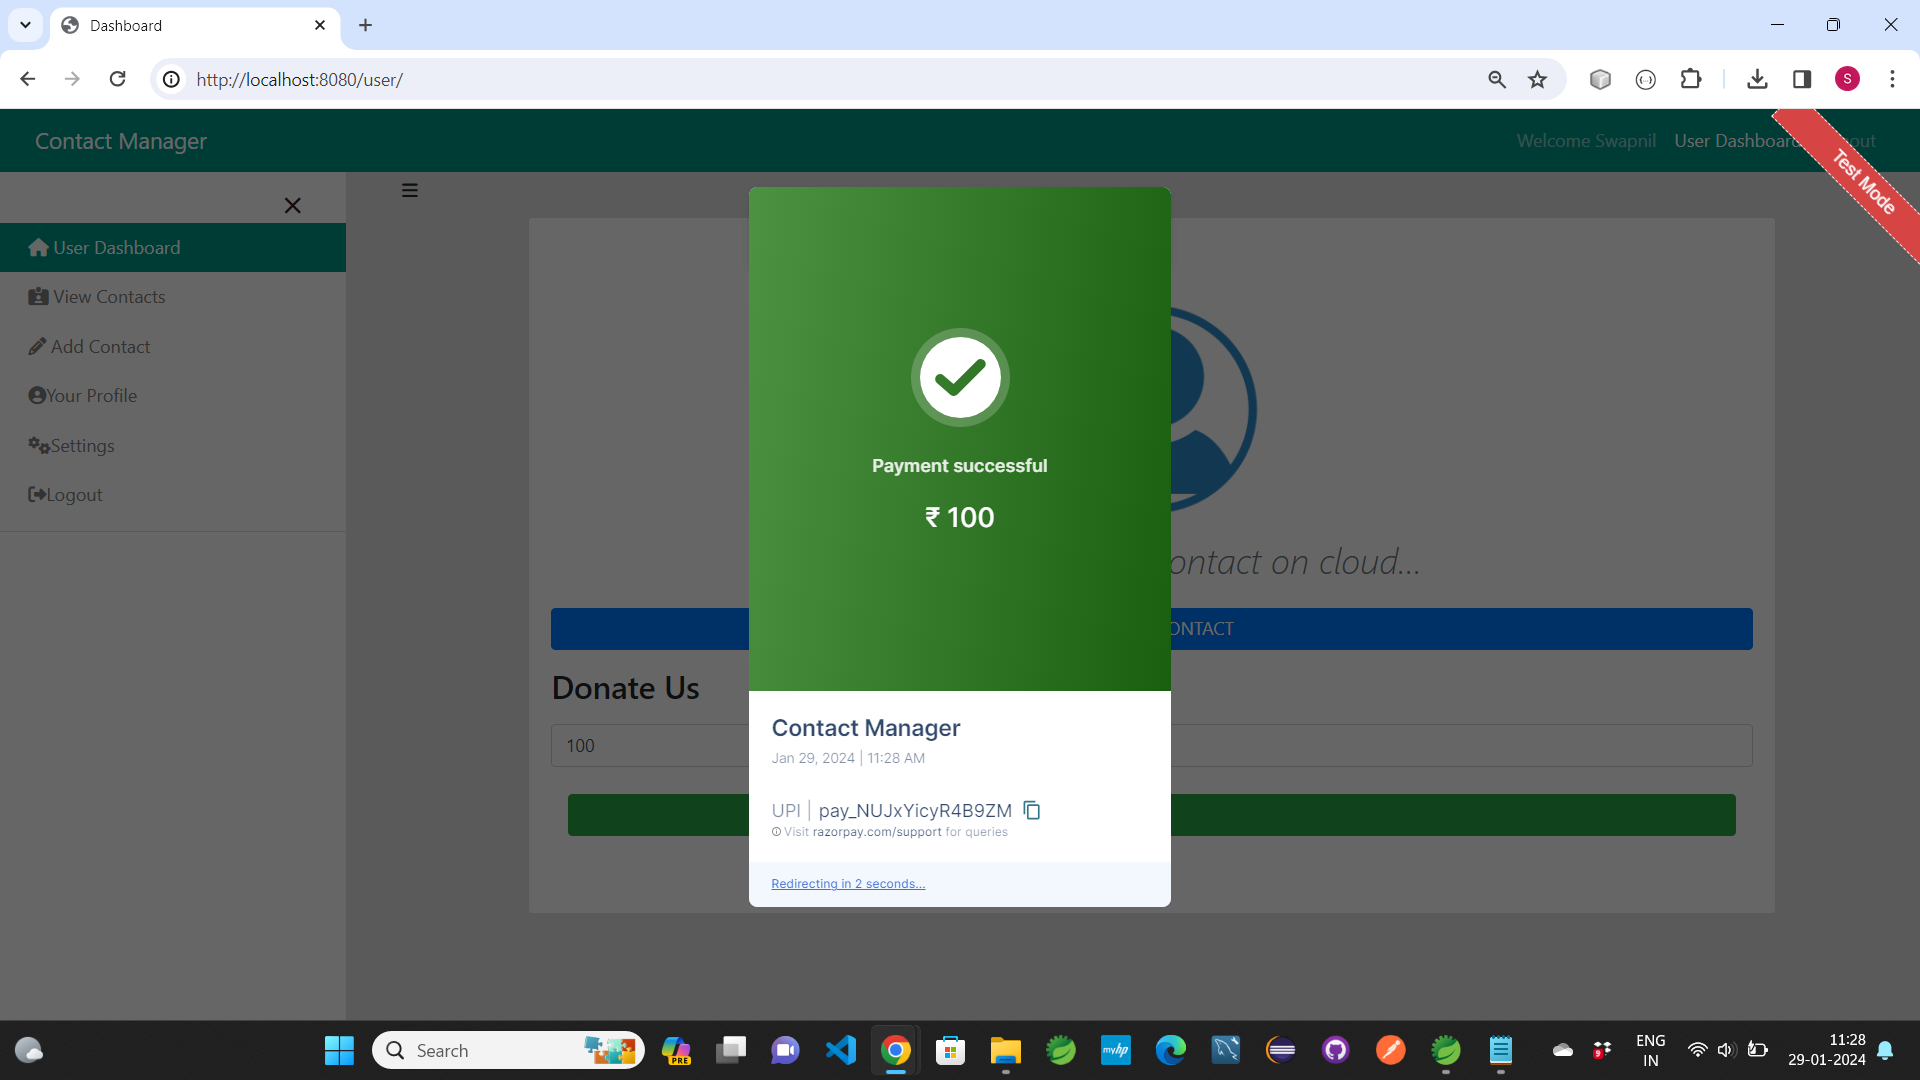 Dashboard
http://localhost:8080/user/
S
Contact Manager
Welcome Swapnil
User Dashboard
out
Test Mode
User Dashboard
View Contacts
Add Contact
Your Profile
Settings
Logout
Payment successful
₹ 100
ontact on cloud...
ONTACT
Donate Us
100
Contact Manager
Jan 29, 2024 | 11:28 AM
UPI | pay_NUJxYicyR4B9ZM
Visit razorpay.com/support for queries
Redirecting in 2 seconds...
Search
PRE
myhp
9
ENG
IN
11:28
29-01-2024